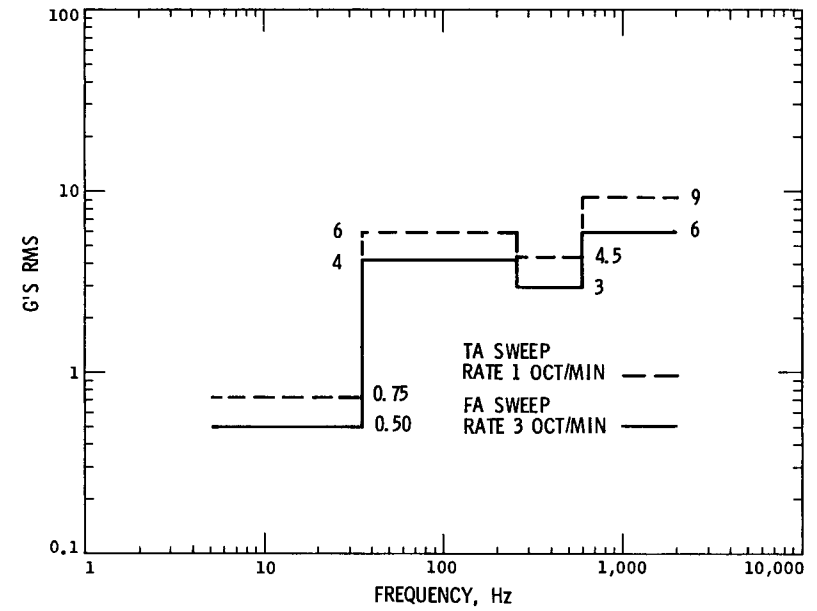 100
10
1
0.1
G'S RMS
6
4
0.75
0.50
9
6
4.5
3
TA SWEEP
RATE 1 OCT/MIN
FA SWEEP
RATE 3 OCT/MIN
1
10
100
1,000
10,000
FREQUENCY, Hz